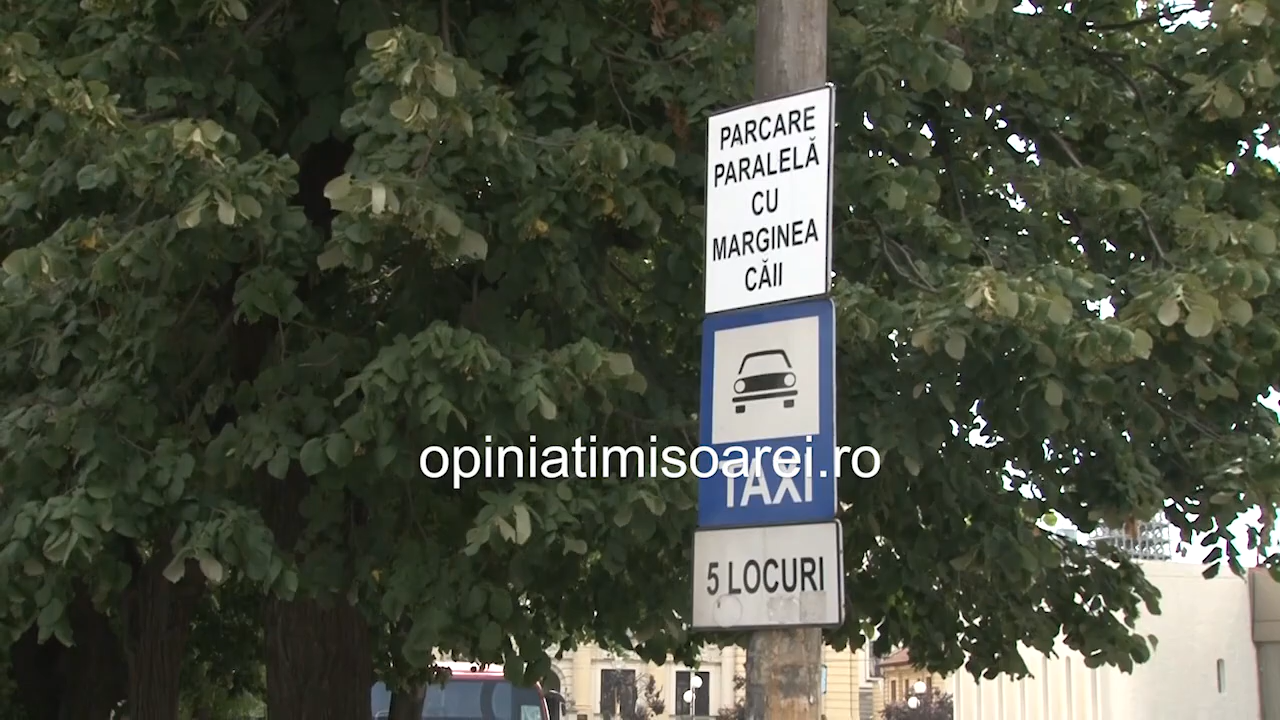 PARCARE
PARALELĂ
CU
MARGINEA
CĂII
opiniatimisoarei.ro
TAXI
5 LOCURI